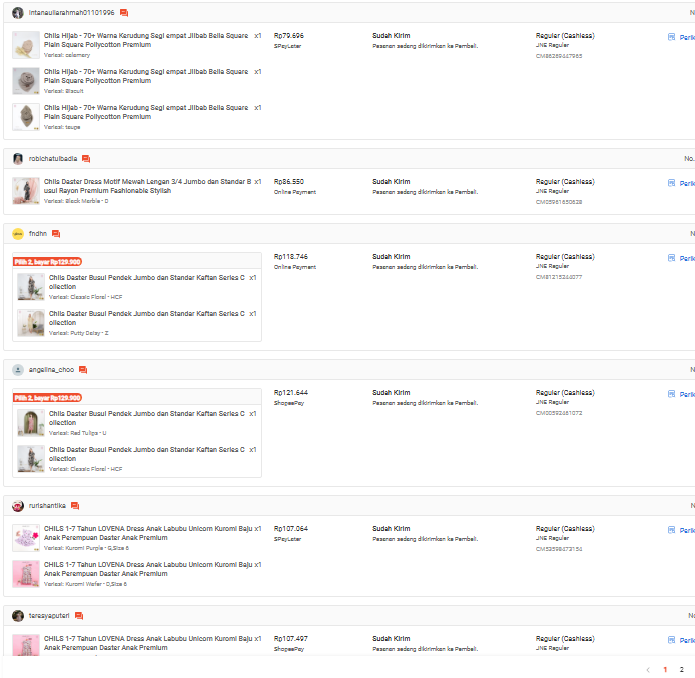 intanauliarahmah01101996
N
Chils Hijab - 70+ Warna Kerudung Segi empat Jilbab Bella Square x1
Plain Square Pollycotton Premium
Variasi: calamary
Rp79.696
SPayLater
Sudah Kirim
Pesanan sedang dikirimkan ke Pembeli.
Reguler (Cashless)
JNE Reguler
CM86269447965
Perik
Chils Hijab - 70+ Warna Kerudung Segi empat Jilbab Bella Square x1
Plain Square Pollycotton Premium
Variasi: Biscuit
Chils Hijab - 70+ Warna Kerudung Segi empat Jilbab Bella Square x1
Plain Square Pollycotton Premium
Variasi: taupe
robichatulbadia
No.
Chils Daster Dress Motif Mewah Lengan 3/4 Jumbo dan Standar B x1
usui Rayon Premium Fashionable Stylish
Variasi: Black Marble - D
Rp86.550
Online Payment
Sudah Kirim
Pesanan sedang dikirimkan ke Pembeli.
Reguler (Cashless)
JNE Reguler
CM05961650628
Perik
fndhn
N
Pilih 2, bayar Rp129.900
Chils Daster Busui Pendek Jumbo dan Standar Kaftan Series C x1
ollection
Variasi: Classic Floral - HCF
Rp118.746
Online Payment
Sudah Kirim
Pesanan sedang dikirimkan ke Pembeli.
Reguler (Cashless)
JNE Reguler
CM81215244077
Perik
Chils Daster Busui Pendek Jumbo dan Standar Kaftan Series C x1
ollection
Variasi: Putty Daisy - Z
angelina_choo
N
Pilih 2, bayar Rp129.900
Chils Daster Busui Pendek Jumbo dan Standar Kaftan Series C x1
ollection
Variasi: Red Tulips - U
Rp121.644
ShopeePay
Sudah Kirim
Pesanan sedang dikirimkan ke Pembeli.
Reguler (Cashless)
JNE Reguler
CM00592481072
Perik
Chils Daster Busui Pendek Jumbo dan Standar Kaftan Series C x1
ollection
Variasi: Classic Floral - HCF
rurishantika
N
CHILS 1-7 Tahun LOVENA Dress Anak Labubu Unicorn Kuromi Baju x1
Anak Perempuan Daster Anak Premium
Variasi: Kuromi Purple - G,Size 6
Rp107.064
SPayLater
Sudah Kirim
Pesanan sedang dikirimkan ke Pembeli.
Reguler (Cashless)
JNE Reguler
CM53598473154
Perik
CHILS 1-7 Tahun LOVENA Dress Anak Labubu Unicorn Kuromi Baju x1
Anak Perempuan Daster Anak Premium
Variasi: Kuromi Wafer - D,Size 6
teresyaputeri
No
CHILS 1-7 Tahun LOVENA Dress Anak Labubu Unicorn Kuromi Baju x1
Anak Perempuan Daster Anak Premium
Rp107.497
ShopeePay
Sudah Kirim
Pesanan sedang dikirimkan ke Pembeli.
Reguler (Cashless)
JNE Reguler
Perik
< 1 2